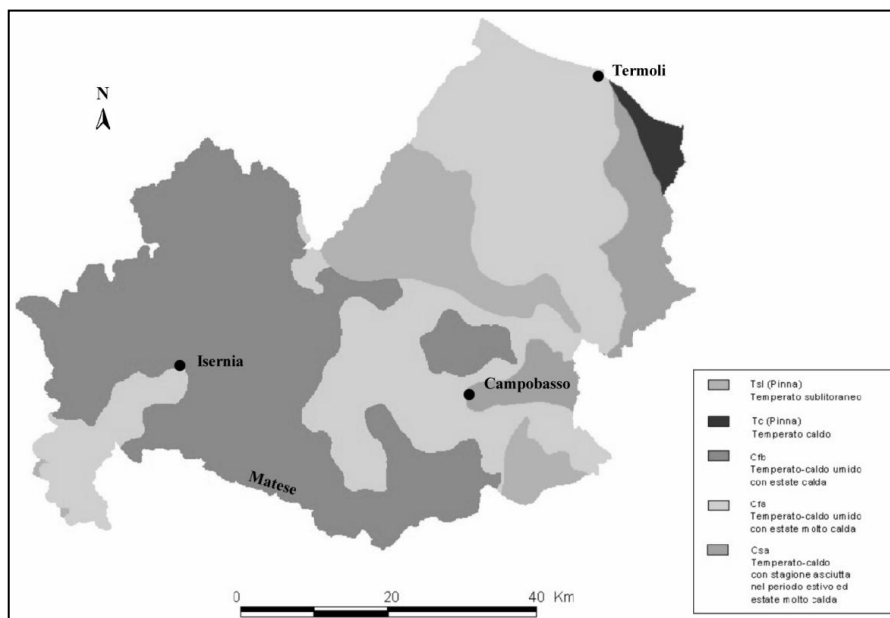 Termoli
N
Isernia
Campobasso
Matese
Tsl (Pinna)
Temperato sublitoraneo
Tc (Pinna)
Temperato caldo
Cfb
Temperato-caldo umido
con estate calda
Cfa
Temperato-caldo umido
con estate molto calda
Csa
Temperato-caldo
con stagione asciutta
nel periodo estivo ed
estate molto calda
0 20 40 Km